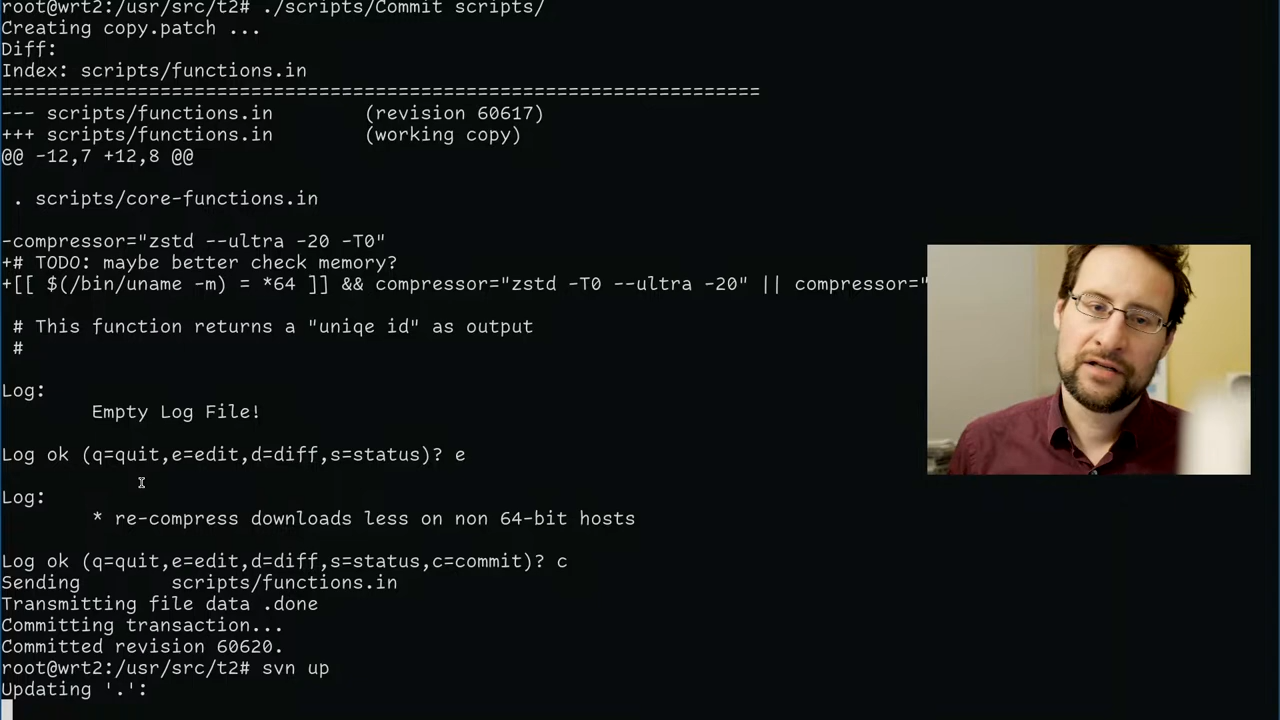 root@wrt2:/usr/src/t2# ./scripts/Commit scripts/
Creating copy.patch ...
Diff:
Index: scripts/functions.in
===================================================================
--- scripts/functions.in (revision 60617)
+++ scripts/functions.in (working copy)
@@ -12,7 +12,8 @@
. scripts/core-functions.in
-compressor="zstd --ultra -20 -T0"
+# TODO: maybe better check memory?
+[[ $(/bin/uname -m) = *64 ]] && compressor="zstd -T0 --ultra -20" || compressor="
# This function returns a "uniqe id" as output
#
Log:
Empty Log File!
Log ok (q=quit,e=edit,d=diff,s=status)? e
Log:
* re-compress downloads less on non 64-bit hosts
Log ok (q=quit,e=edit,d=diff,s=status,c=commit)? c
Sending scripts/functions.in
Transmitting file data .done
Committing transaction...
Committed revision 60620.
root@wrt2:/usr/src/t2# svn up
Updating '.':